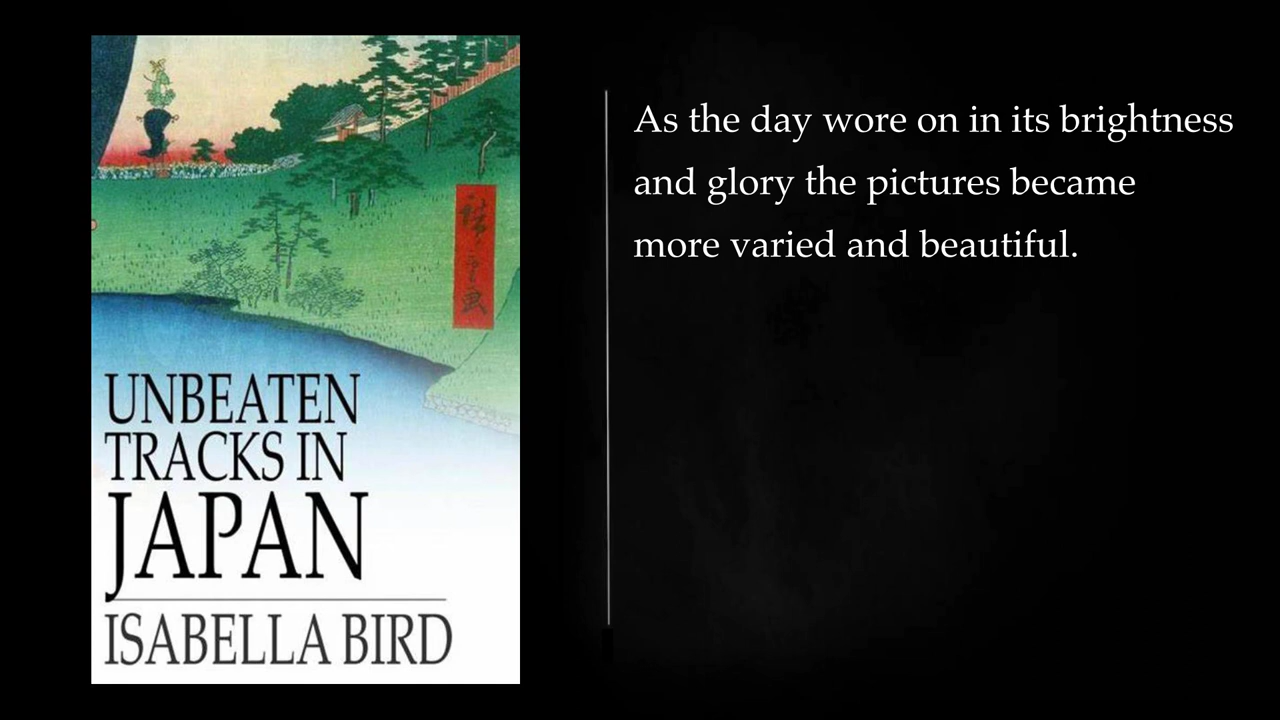 UNBEATEN
TRACKS IN
JAPAN
ISABELLA BIRD
As the day wore on in its brightness
and glory the pictures became
more varied and beautiful.